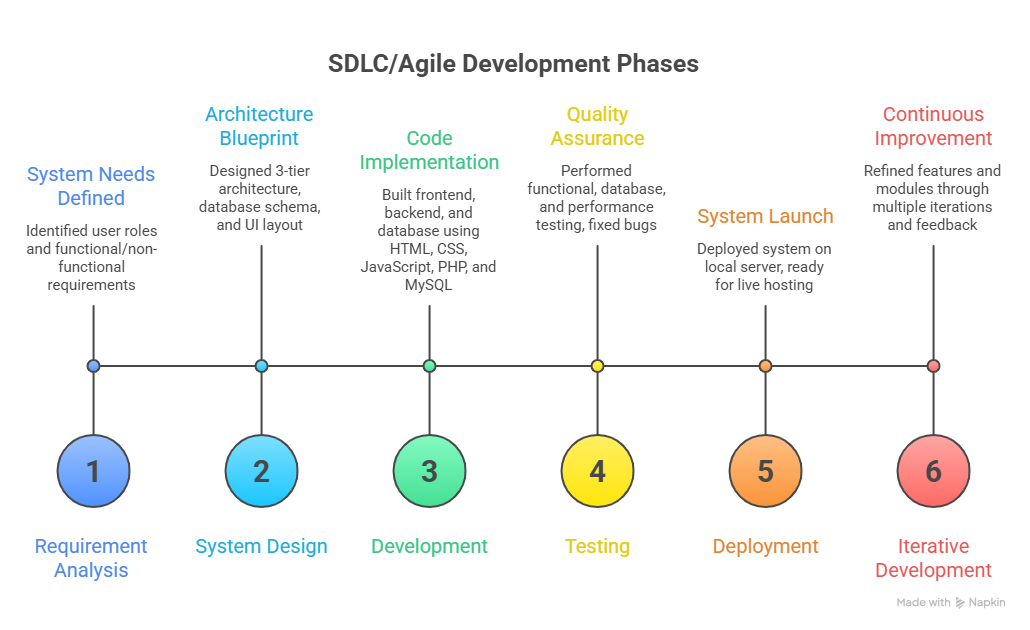 SDLC/Agile Development Phases
System Needs
Defined
Identified user roles
and functional/non-
functional
requirements
Architecture
Blueprint
Designed 3-tier
architecture,
database schema,
and UI layout
Code
Implementation
Built frontend,
backend, and
database using
HTML, CSS,
JavaScript, PHP, and
MySQL
Quality
Assurance
Performed
functional, database,
and performance
testing, fixed bugs
System Launch
Deployed system on
local server, ready
for live hosting
Continuous
Improvement
Refined features and
modules through
multiple iterations
and feedback
1
2
3
4
5
6
Requirement
Analysis
System Design
Development
Testing
Deployment
Iterative
Development
Made with Napkin